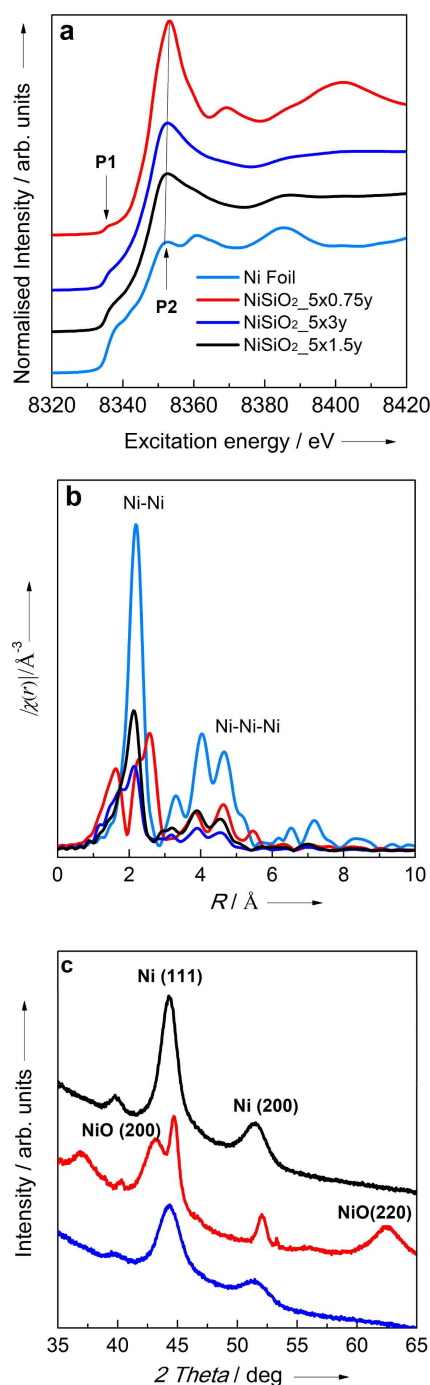 a
Normalised Intensity / arb. units
P1
P2
Ni Foil
NiSiO₂_5x0.75y
NiSiO₂_5x3y
NiSiO₂_5x1.5y
8320 8340 8360 8380 8400 8420
Excitation energy / eV
b
Ni-Ni
Ni-Ni-Ni
/χ(r)|/Å⁻³
0 2 4 6 8 10
R / Å
c
Ni (111)
Ni (200)
NiO (200)
NiO(220)
Intensity / arb. units
35 40 45 50 55 60 65
2 Theta / deg